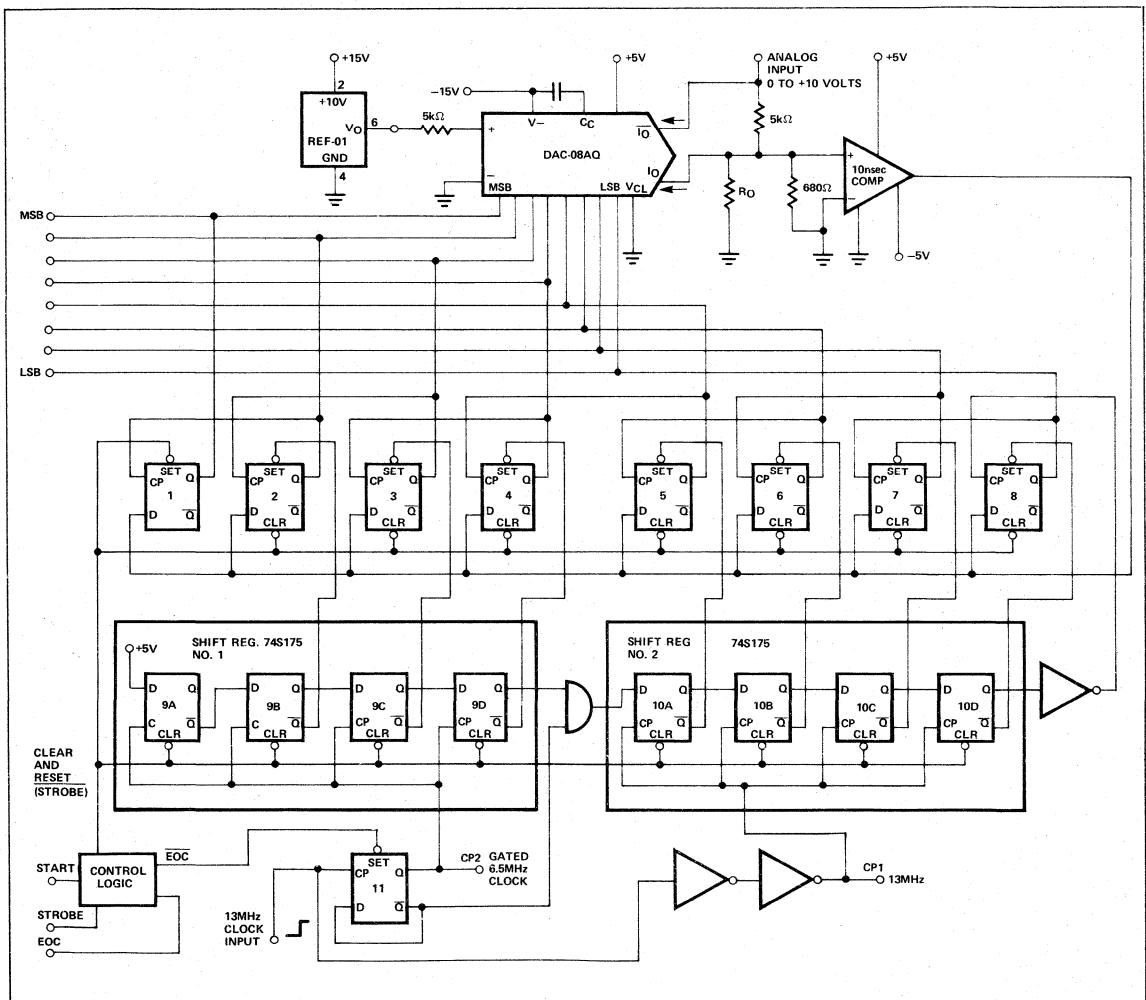 +15V
2
+10V
VO
6
REF-01
GND
4
5kΩ
-15V
+5V
V−
CC
IO
DAC-08AQ
IO
+
−
MSB
LSB
VCL
ANALOG
INPUT
0 TO +10 VOLTS
5kΩ
RO
680Ω
+5V
+
10nsec
COMP
−
-5V
MSB
LSB
SET
CP
Q
1
D
Q
SET
CP
Q
2
D
Q
CLR
SET
CP
Q
3
D
Q
CLR
SET
CP
Q
4
D
Q
CLR
SET
CP
Q
5
D
Q
CLR
SET
CP
Q
6
D
Q
CLR
SET
CP
Q
7
D
Q
CLR
SET
CP
Q
8
D
Q
CLR
SHIFT REG. 74S175
NO. 1
+5V
D
Q
9A
C
Q
CLR
D
Q
9B
C
Q
CLR
D
Q
9C
CP
Q
CLR
D
Q
9D
CP
Q
CLR
SHIFT REG 74S175
NO. 2
D
Q
10A
CP
Q
CLR
D
Q
10B
CP
Q
CLR
D
Q
10C
CP
Q
CLR
D
Q
10D
CP
Q
CLR
CLEAR
AND
RESET
(STROBE)
START
CONTROL
LOGIC
EOC
STROBE
EOC
SET
CP
Q
11
D
Q
CP2 GATED
6.5MHz
CLOCK
13MHz
CLOCK
INPUT
CP1
13MHz